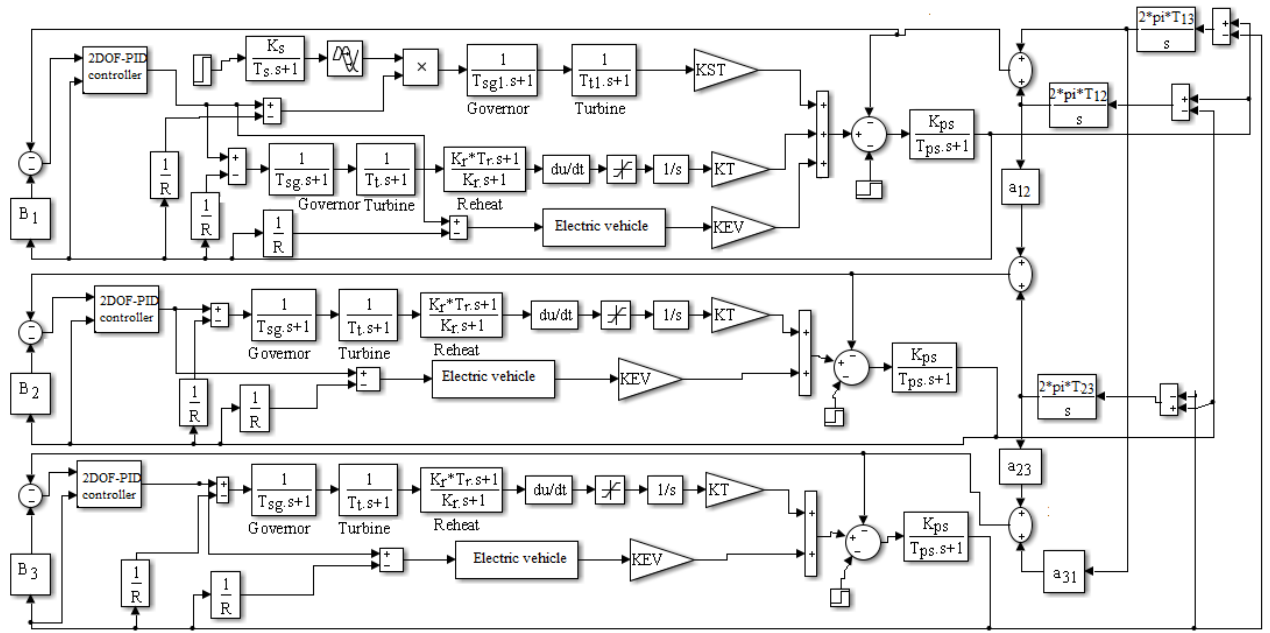 2*pi*T13
s
2DOF-PID
controller
Ks
Ts.s+1
×
1
Tsg1.s+1
Governor
1
Tt1.s+1
Turbine
KST
2*pi*T12
s
Kps
Tps.s+1
1
R
1
R
1
Tsg.s+1
Governor
1
Tt.s+1
Turbine
Kr*Tr.s+1
Kr.s+1
Reheat
du/dt
1/s
KT
a12
B1
1
R
Electric vehicle
KEV
2DOF-PID
controller
1
Tsg.s+1
Governor
1
Tt.s+1
Turbine
Kr*Tr.s+1
Kr.s+1
Reheat
du/dt
1/s
KT
Kps
Tps.s+1
B2
1
R
1
R
Electric vehicle
KEV
2*pi*T23
s
2DOF-PID
controller
1
Tsg.s+1
Governor
1
Tt.s+1
Turbine
Kr*Tr.s+1
Kr.s+1
Reheat
du/dt
1/s
KT
a23
Kps
Tps.s+1
B3
1
R
1
R
Electric vehicle
KEV
a31